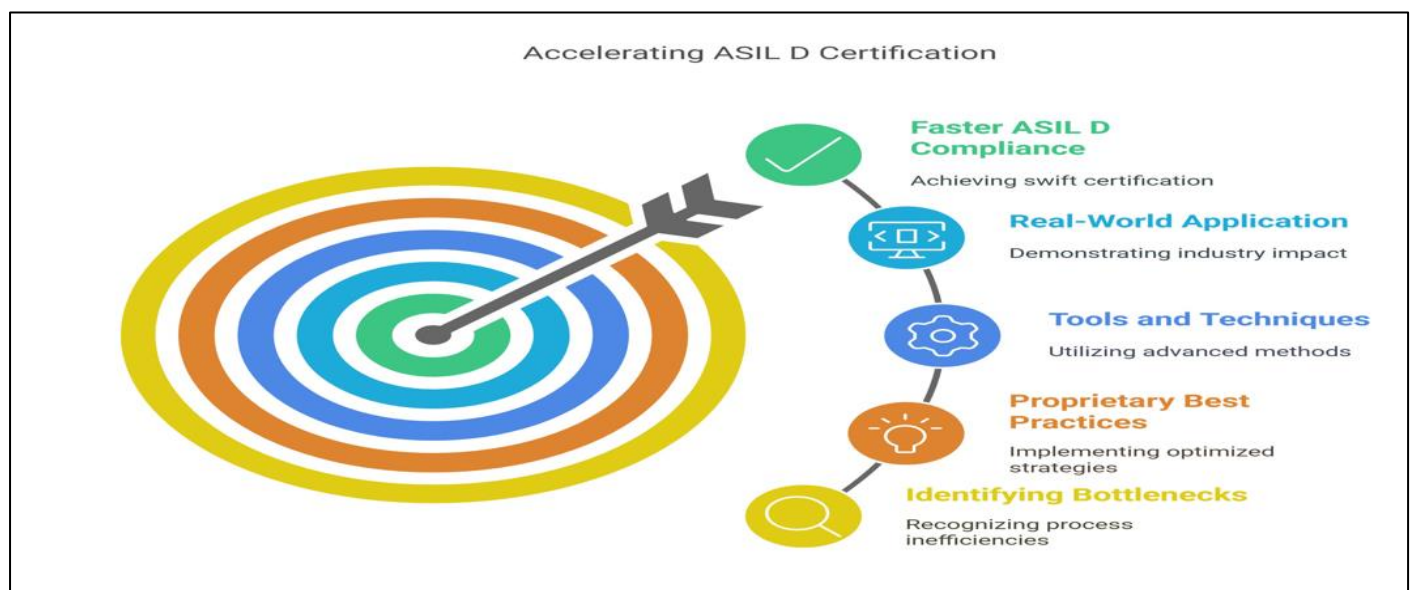 Accelerating ASIL D Certification
Faster ASIL D
Compliance
Achieving swift certification
Real-World Application
Demonstrating industry impact
Tools and Techniques
Utilizing advanced methods
Proprietary Best
Practices
Implementing optimized
strategies
Identifying Bottlenecks
Recognizing process
inefficiencies